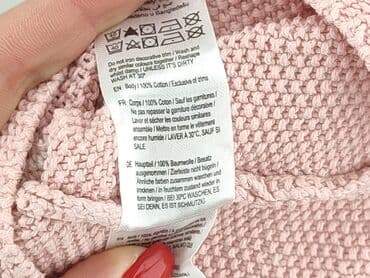 Do not iron decorative trim / Wash and
dry similar colours together / Reshape
whilst damp / UNLESS IT'S DIRTY
WASH AT 30°
EN : Body / 100% Cotton / Exclusive of trims
FR : Corps / 100% Coton / Sauf les garnitures /
Ne pas repasser la garniture décorative /
Laver et sécher les couleurs similaires
ensemble / Mettre en forme le vêtement
encore humide / LAVER À 30°C, SAUF SI
SALE
DE : Hauptteil / 100% Baumwolle / Besatz
ausgenommen / Zierleiste nicht bügeln /
Ähnliche farben zusammen waschen und
trocknen / In feuchtem zustand wieder in
form bringen / BEI 30°C WASCHEN, ES
SEI DENN, ES IST SCHMUTZIG